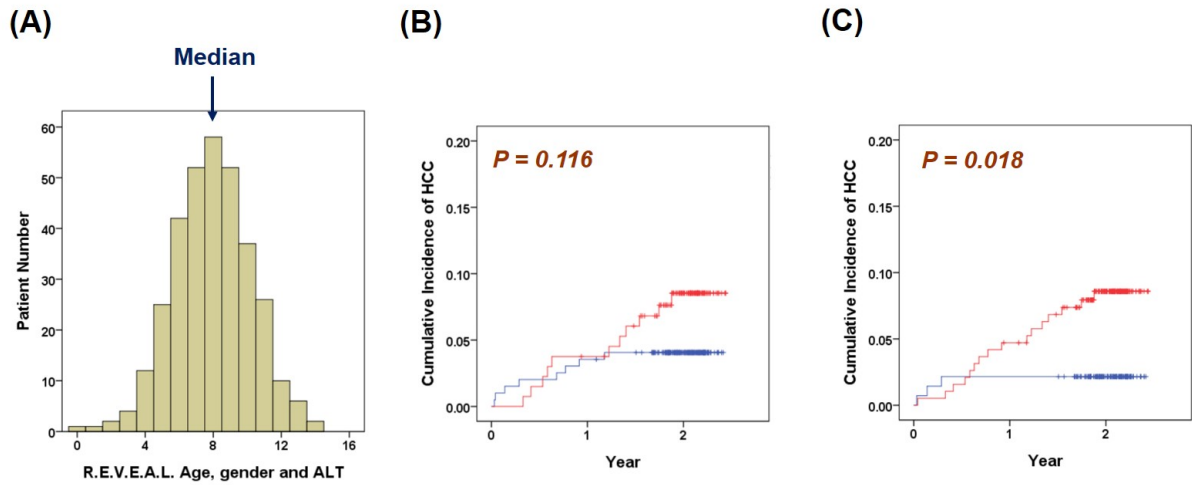 (A)
Median
Patient Number
60
50
40
30
20
10
0
0 4 8 12 16
R.E.V.E.A.L. Age, gender and ALT
(B)
P = 0.116
Cumulative Incidence of HCC
0.20
0.15
0.10
0.05
0.00
0 1 2
Year
(C)
P = 0.018
Cumulative Incidence of HCC
0.20
0.15
0.10
0.05
0.00
0 1 2
Year